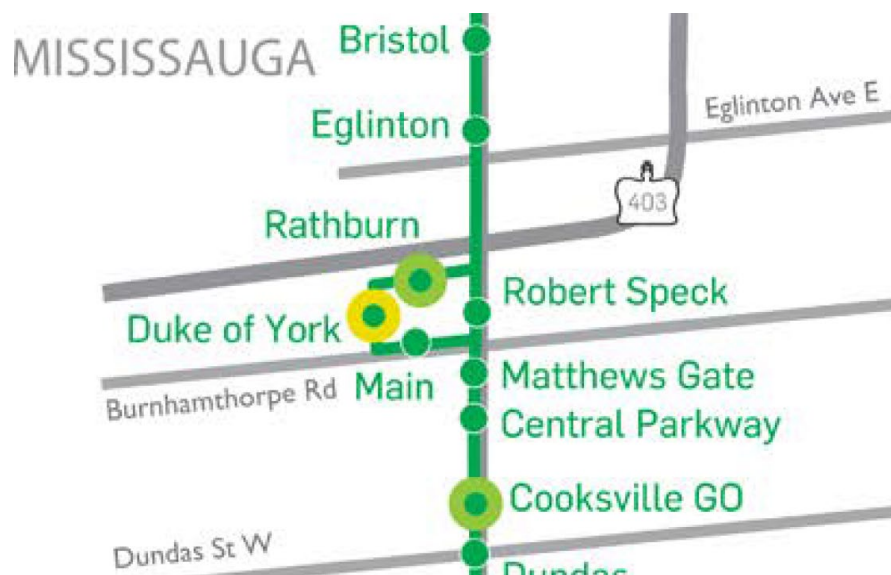 MISSISSAUGA
Bristol
Eglinton Ave E
Eglinton
403
Rathburn
Robert Speck
Duke of York
Burnhamthorpe Rd
Main
Matthews Gate
Central Parkway
Cooksville GO
Dundas St W
Dundas